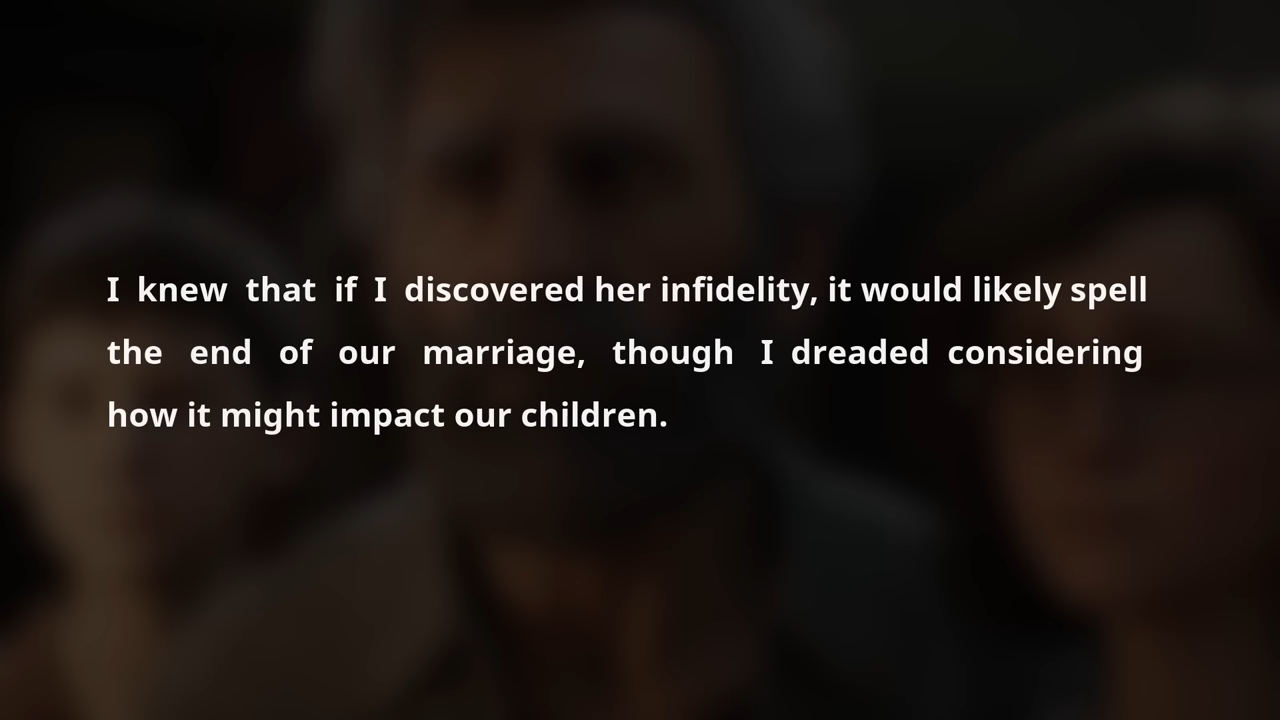 I knew that if I discovered her infidelity, it would likely spell
the end of our marriage, though I dreaded considering
how it might impact our children.